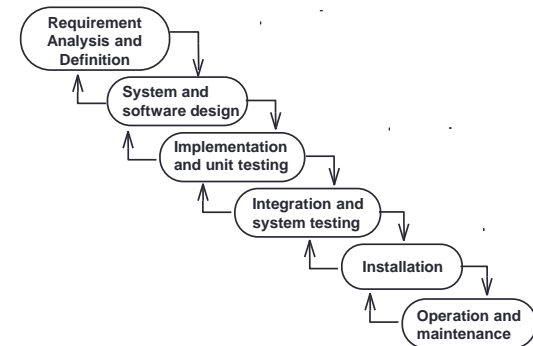 Requirement
Analysis and
Definition
System and
software design
Implementation
and unit testing
Integration and
system testing
Installation
Operation and
maintenance